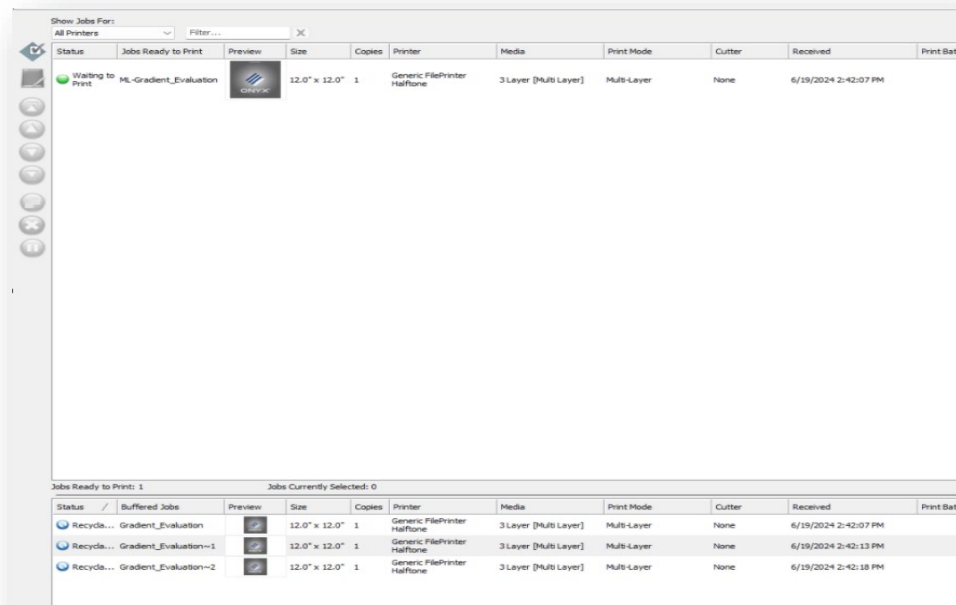 Show Jobs For:
All Printers Filter...
Status Jobs Ready to Print Preview Size Copies Printer Media Print Mode Cutter Received Print Bat
Waiting to Print ML-Gradient_Evaluation ONYX 12.0" x 12.0" 1 Generic FilePrinter Halftone 3 Layer [Multi Layer] Multi-Layer None 6/19/2024 2:42:07 PM
Jobs Ready to Print: 1 Jobs Currently Selected: 0
Status Buffered Jobs Preview Size Copies Printer Media Print Mode Cutter Received Print Bat
Recycla... Gradient_Evaluation 12.0" x 12.0" 1 Generic FilePrinter Halftone 3 Layer [Multi Layer] Multi-Layer None 6/19/2024 2:42:07 PM
Recycla... Gradient_Evaluation~1 12.0" x 12.0" 1 Generic FilePrinter Halftone 3 Layer [Multi Layer] Multi-Layer None 6/19/2024 2:42:13 PM
Recycla... Gradient_Evaluation~2 12.0" x 12.0" 1 Generic FilePrinter Halftone 3 Layer [Multi Layer] Multi-Layer None 6/19/2024 2:42:18 PM